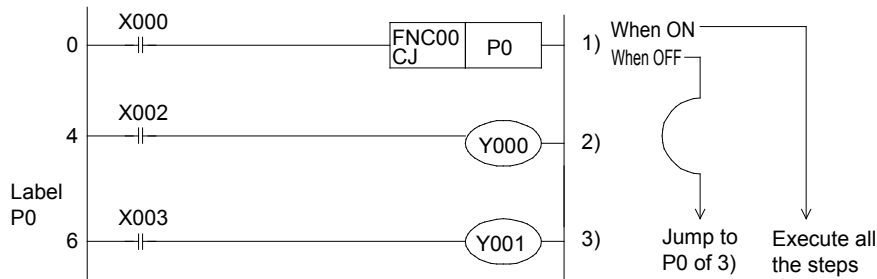 X000
0
FNC00
CJ
P0
1)
When ON
When OFF
X002
4
Y000
2)
Label
P0
X003
6
Y001
3)
Jump to
P0 of 3)
Execute all
the steps